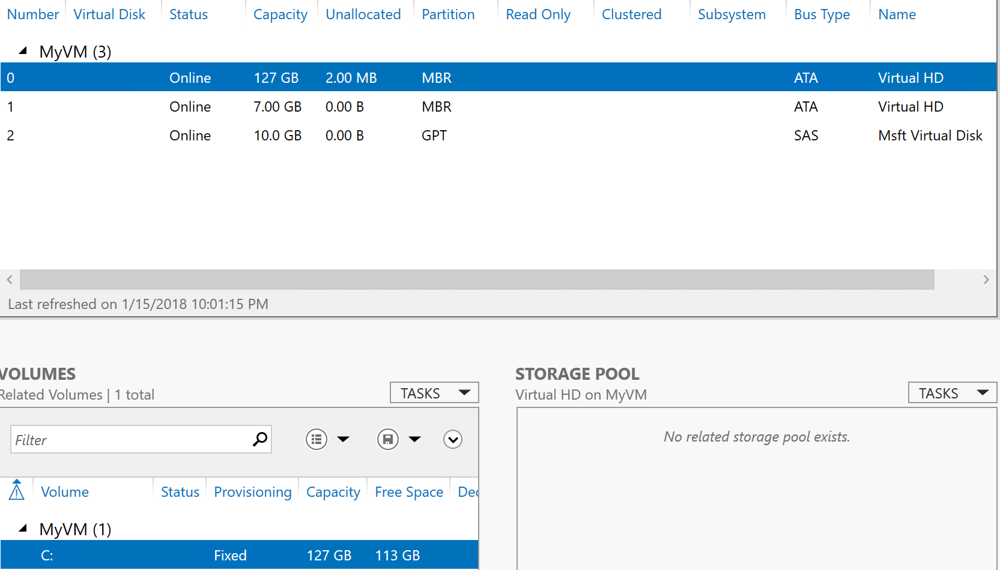 Number Virtual Disk Status Capacity Unallocated Partition Read Only Clustered Subsystem Bus Type Name
MyVM (3)
0 Online 127 GB 2.00 MB MBR ATA Virtual HD
1 Online 7.00 GB 0.00 B MBR ATA Virtual HD
2 Online 10.0 GB 0.00 B GPT SAS Msft Virtual Disk
Last refreshed on 1/15/2018 10:01:15 PM
VOLUMES
Related Volumes | 1 total
TASKS
Filter
Volume Status Provisioning Capacity Free Space Dec
MyVM (1)
C: Fixed 127 GB 113 GB
STORAGE POOL
Virtual HD on MyVM
TASKS
No related storage pool exists.